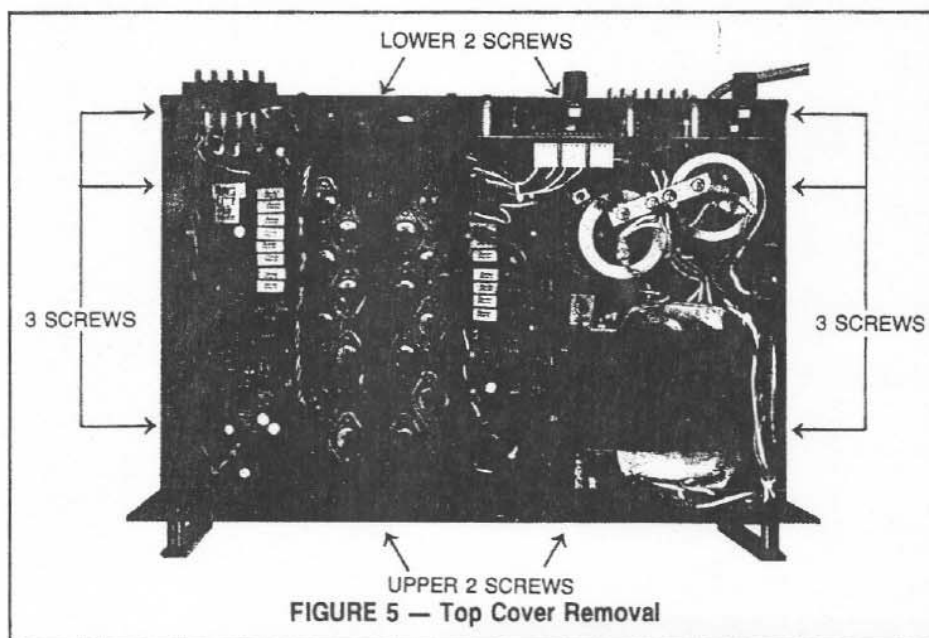 LOWER 2 SCREWS
3 SCREWS
3 SCREWS
UPPER 2 SCREWS
FIGURE 5 — Top Cover Removal